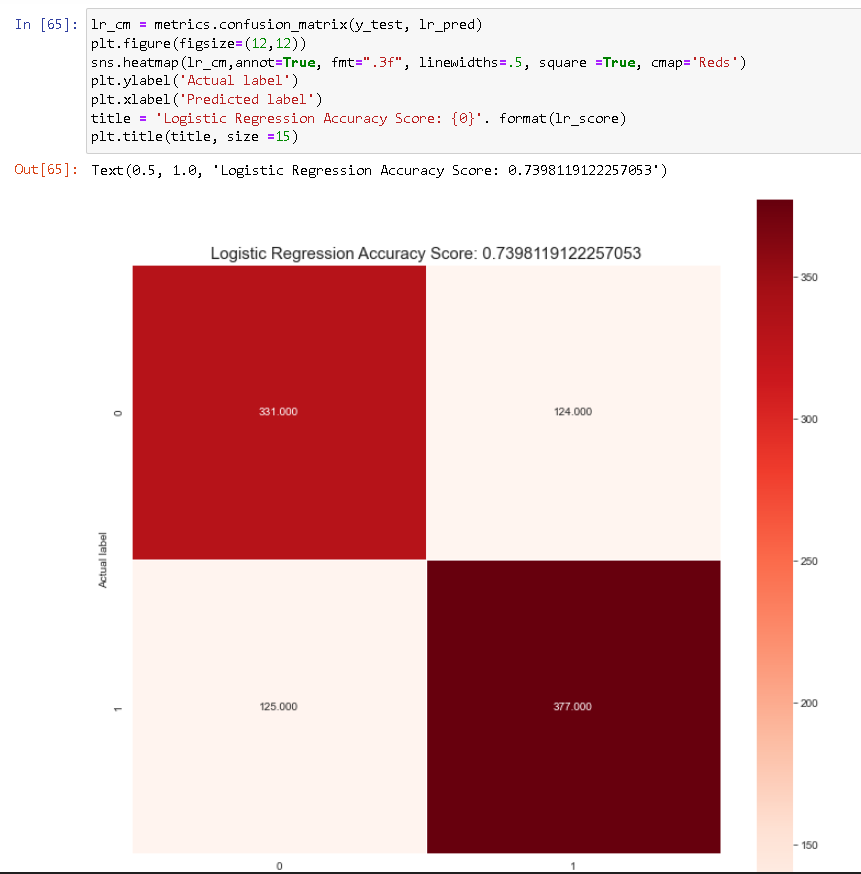 In [65]: lr_cm = metrics.confusion_matrix(y_test, lr_pred)
plt.figure(figsize=(12,12))
sns.heatmap(lr_cm,annot=True, fmt=".3f", linewidths=.5, square =True, cmap='Reds')
plt.ylabel('Actual label')
plt.xlabel('Predicted label')
title = 'Logistic Regression Accuracy Score: {0}'. format(lr_score)
plt.title(title, size =15)
Out[65]: Text(0.5, 1.0, 'Logistic Regression Accuracy Score: 0.7398119122257053')
Logistic Regression Accuracy Score: 0.7398119122257053
350
0
331.000
124.000
300
250
Actual label
1
125.000
377.000
200
150
0
1